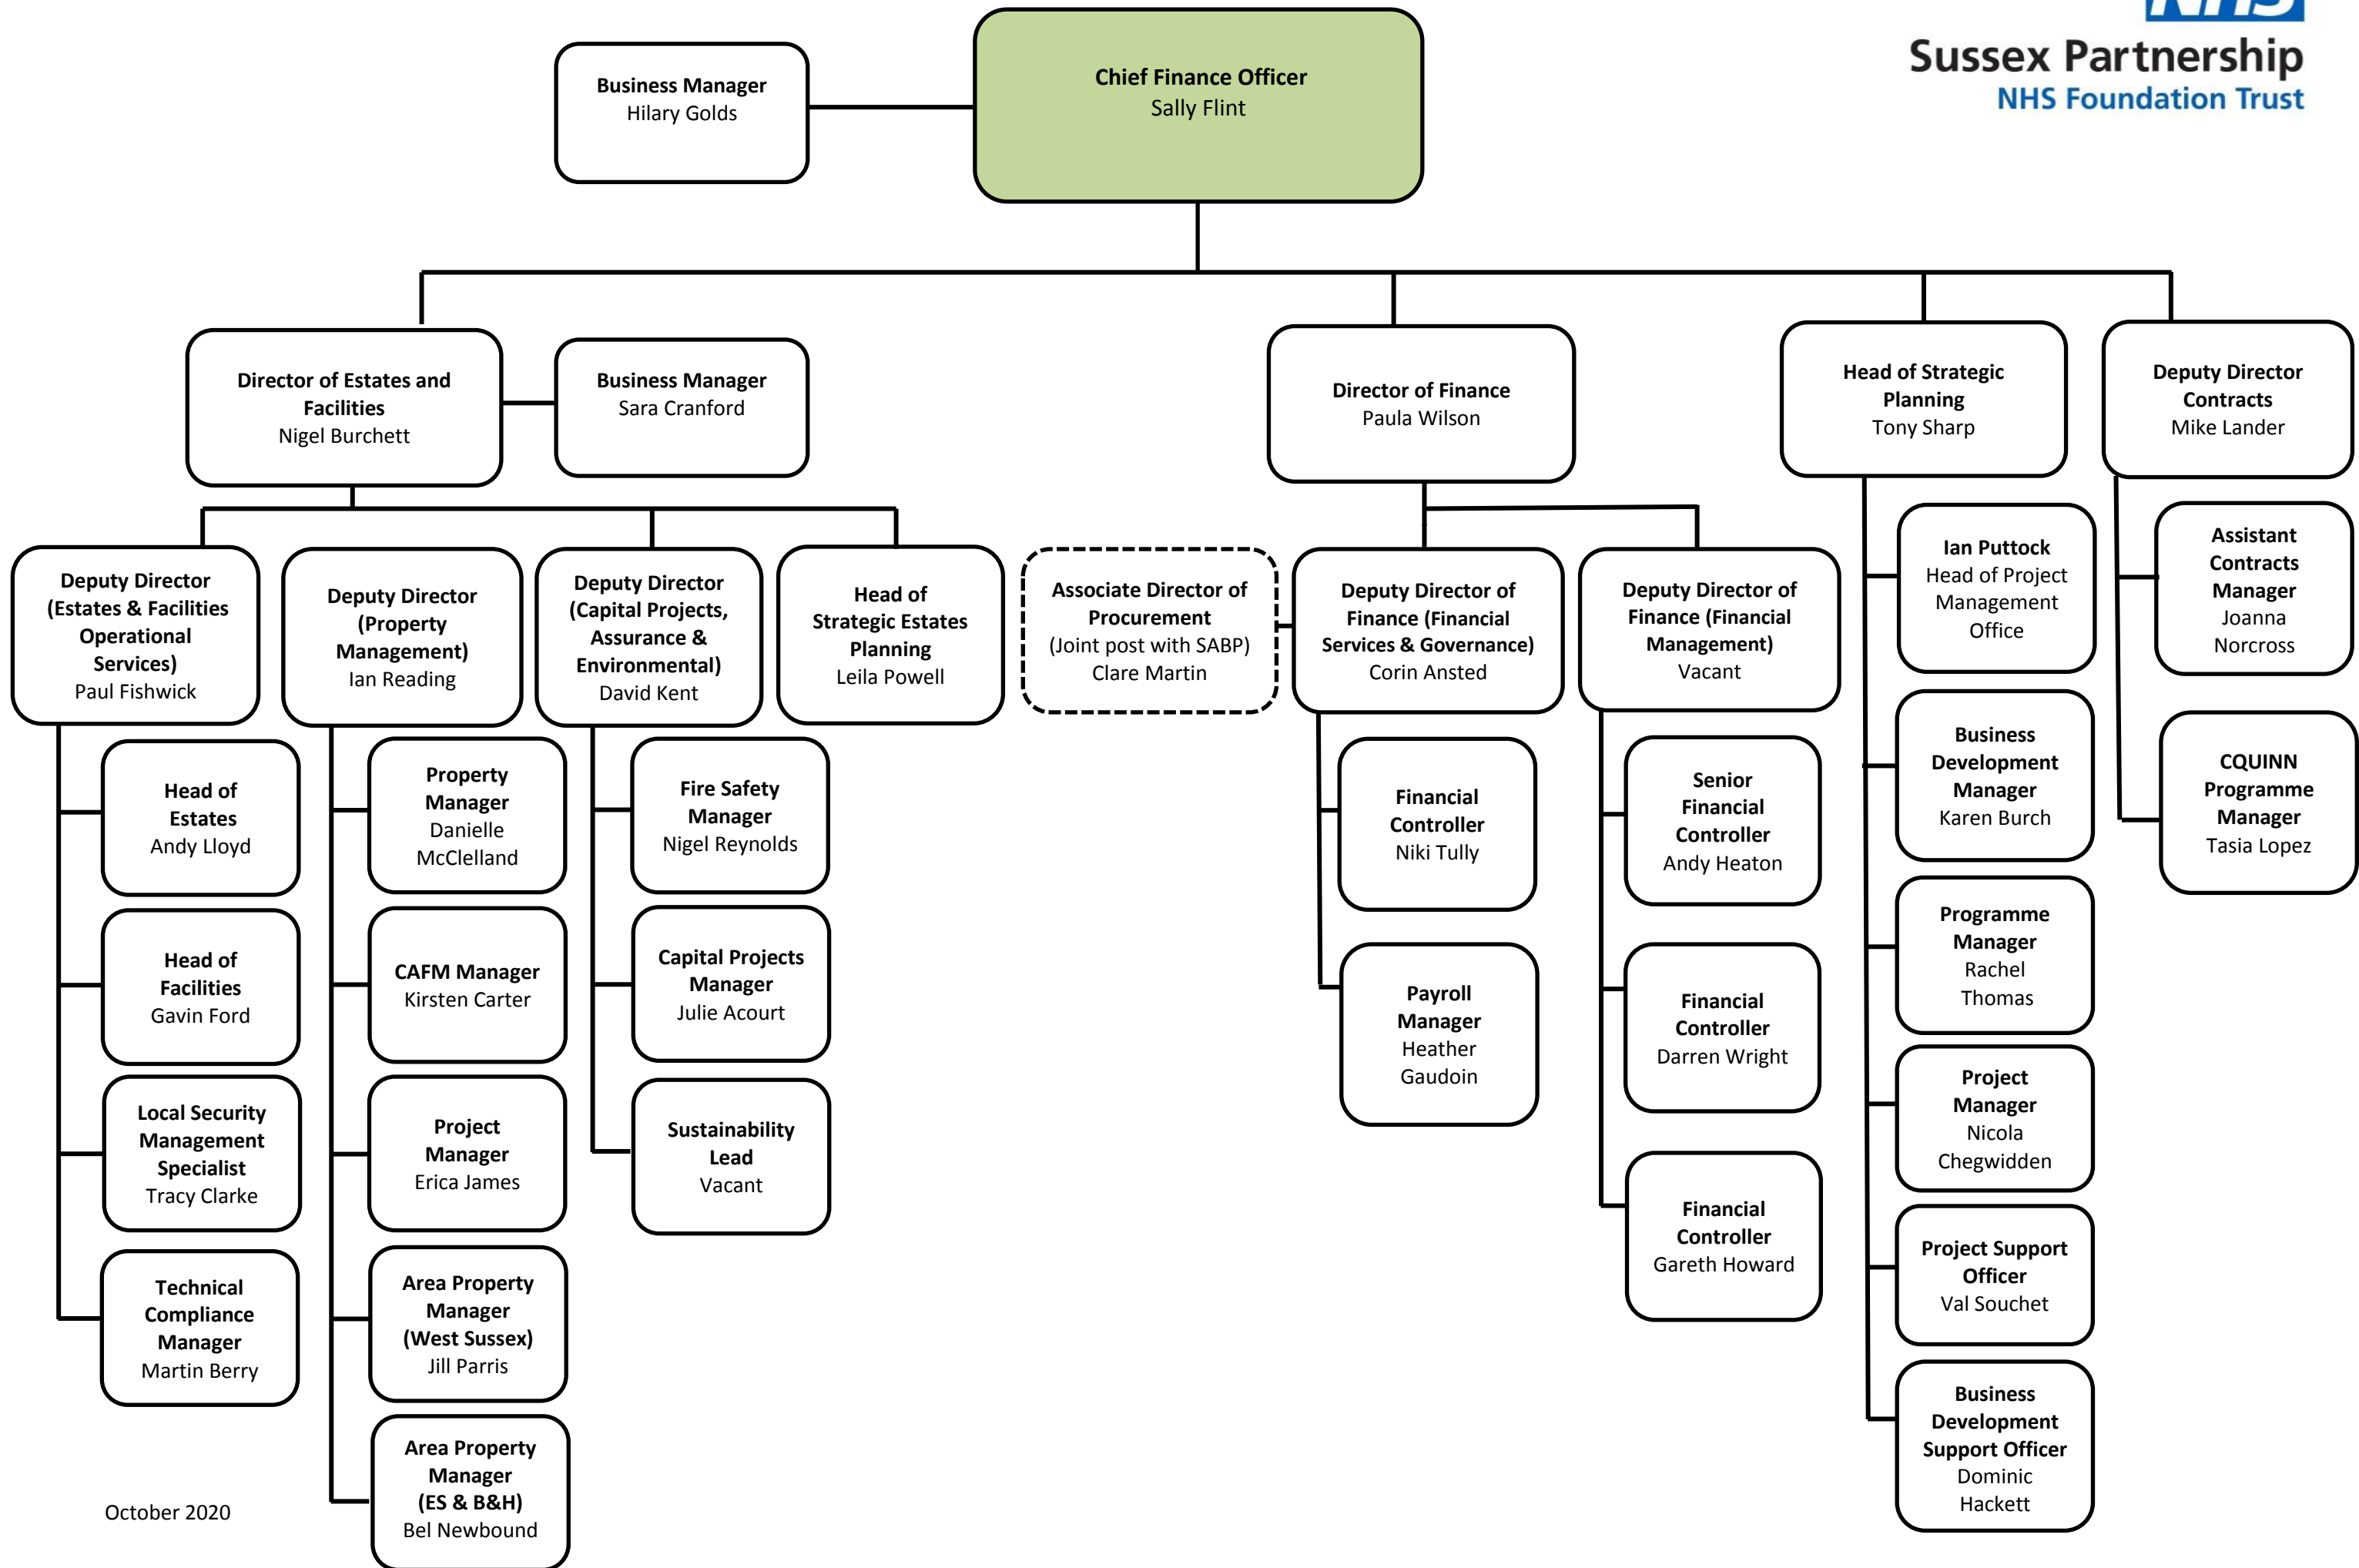 NHS
Sussex Partnership
NHS Foundation Trust
Business Manager
Hilary Golds
Chief Finance Officer
Sally Flint
Director of Estates and
Facilities
Nigel Burchett
Business Manager
Sara Cranford
Director of Finance
Paula Wilson
Head of Strategic
Planning
Tony Sharp
Deputy Director
Contracts
Mike Lander
Deputy Director
(Estates & Facilities
Operational
Services)
Paul Fishwick
Deputy Director
(Property
Management)
Ian Reading
Deputy Director
(Capital Projects,
Assurance &
Environmental)
David Kent
Head of
Strategic Estates
Planning
Leila Powell
Associate Director of
Procurement
(Joint post with SABP)
Clare Martin
Deputy Director of
Finance (Financial
Services & Governance)
Corin Ansted
Deputy Director of
Finance (Financial
Management)
Vacant
Head of
Estates
Andy Lloyd
Head of
Facilities
Gavin Ford
Local Security
Management
Specialist
Tracy Clarke
Technical
Compliance
Manager
Martin Berry
Property
Manager
Danielle
McClelland
CAFM Manager
Kirsten Carter
Project
Manager
Erica James
Area Property
Manager
(West Sussex)
Jill Parris
Area Property
Manager
(ES & B&H)
Bel Newbound
Fire Safety
Manager
Nigel Reynolds
Capital Projects
Manager
Julie Acourt
Sustainability
Lead
Vacant
Financial
Controller
Niki Tully
Payroll
Manager
Heather
Gaudoin
Senior
Financial
Controller
Andy Heaton
Financial
Controller
Darren Wright
Financial
Controller
Gareth Howard
Ian Puttock
Head of Project
Management
Office
Business
Development
Manager
Karen Burch
Programme
Manager
Rachel
Thomas
Project
Manager
Nicola
Chegwidden
Project Support
Officer
Val Souchet
Business
Development
Support Officer
Dominic
Hackett
Assistant
Contracts
Manager
Joanna
Norcross
CQUINN
Programme
Manager
Tasia Lopez
October 2020